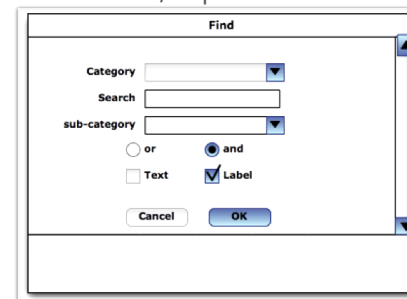 Find
Category
Search
sub-category
or and
Text Label
Cancel OK